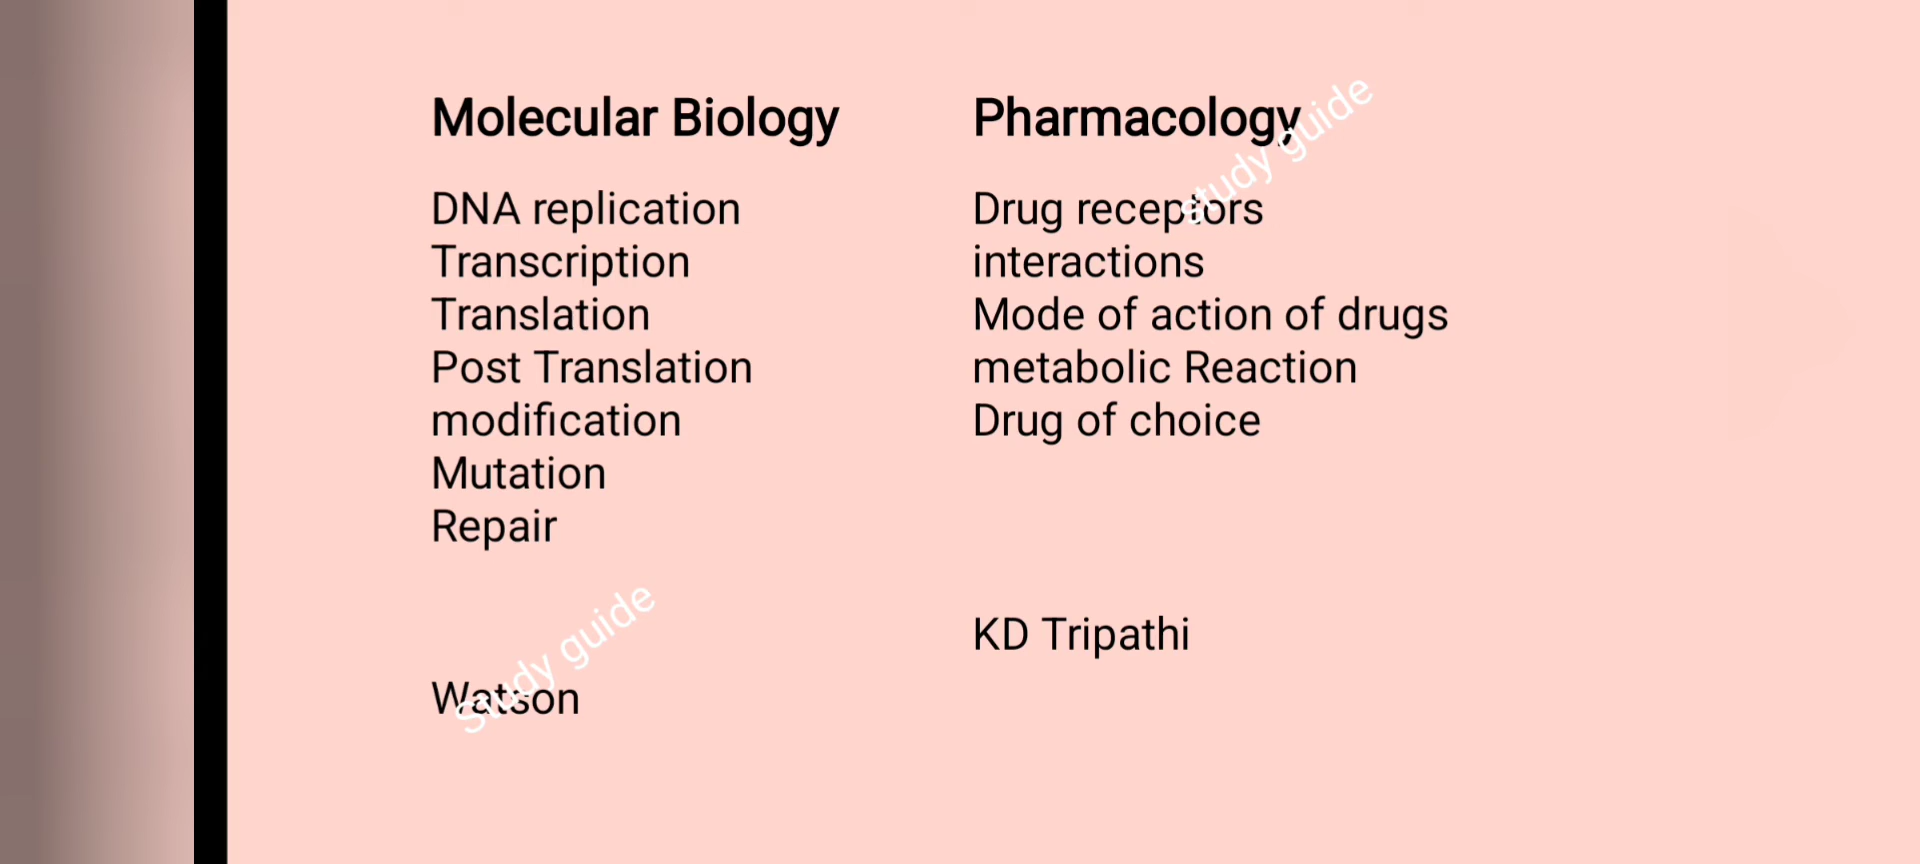 Molecular Biology
DNA replication
Transcription
Translation
Post Translation
modification
Mutation
Repair
Watson
Pharmacology
Drug receptors
interactions
Mode of action of drugs
metabolic Reaction
Drug of choice
KD Tripathi
Study guide
study guide